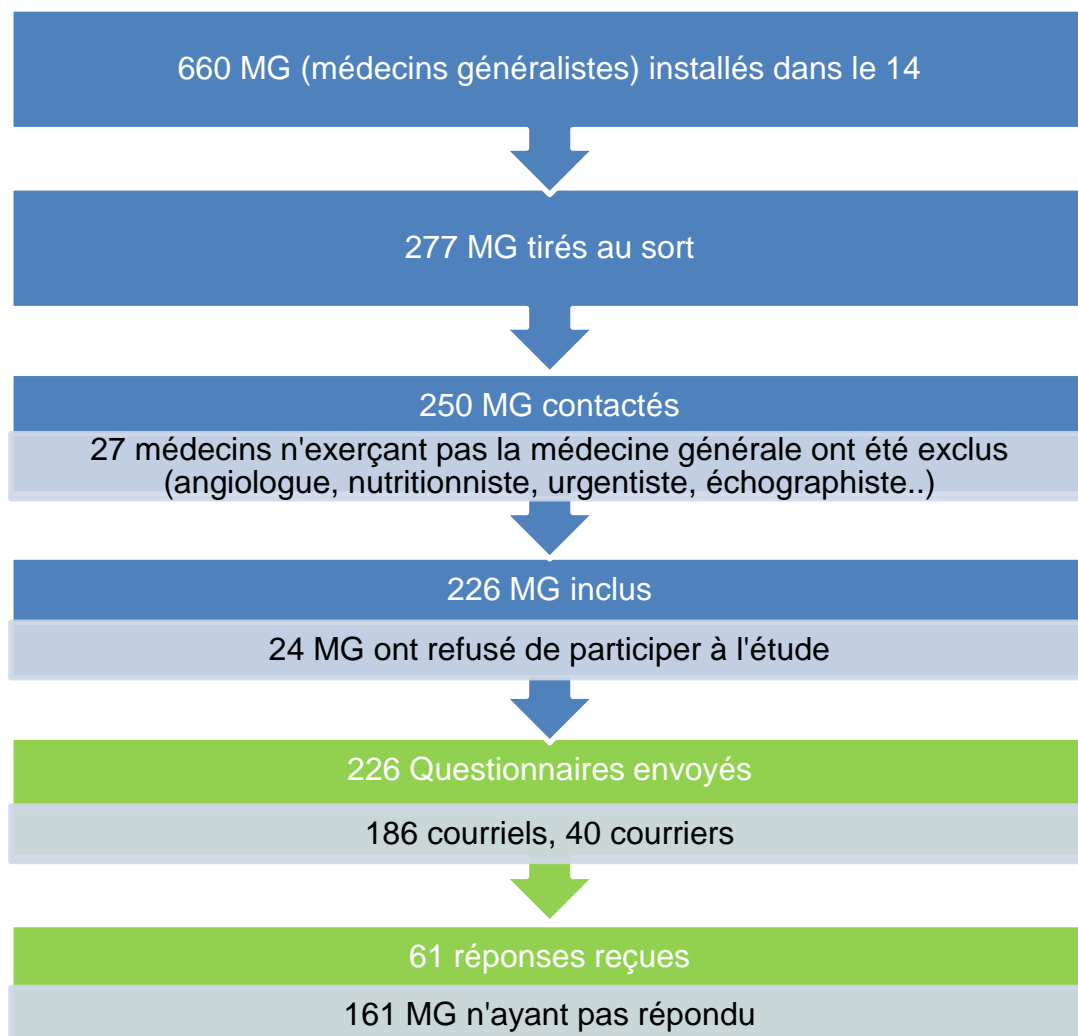 660 MG (médecins généralistes) installés dans le 14
277 MG tirés au sort
250 MG contactés
27 médecins n'exerçant pas la médecine générale ont été exclus
(angiologue, nutritionniste, urgentiste, échographiste..)
226 MG inclus
24 MG ont refusé de participer à l'étude
226 Questionnaires envoyés
186 courriels, 40 courriers
61 réponses reçues
161 MG n'ayant pas répondu